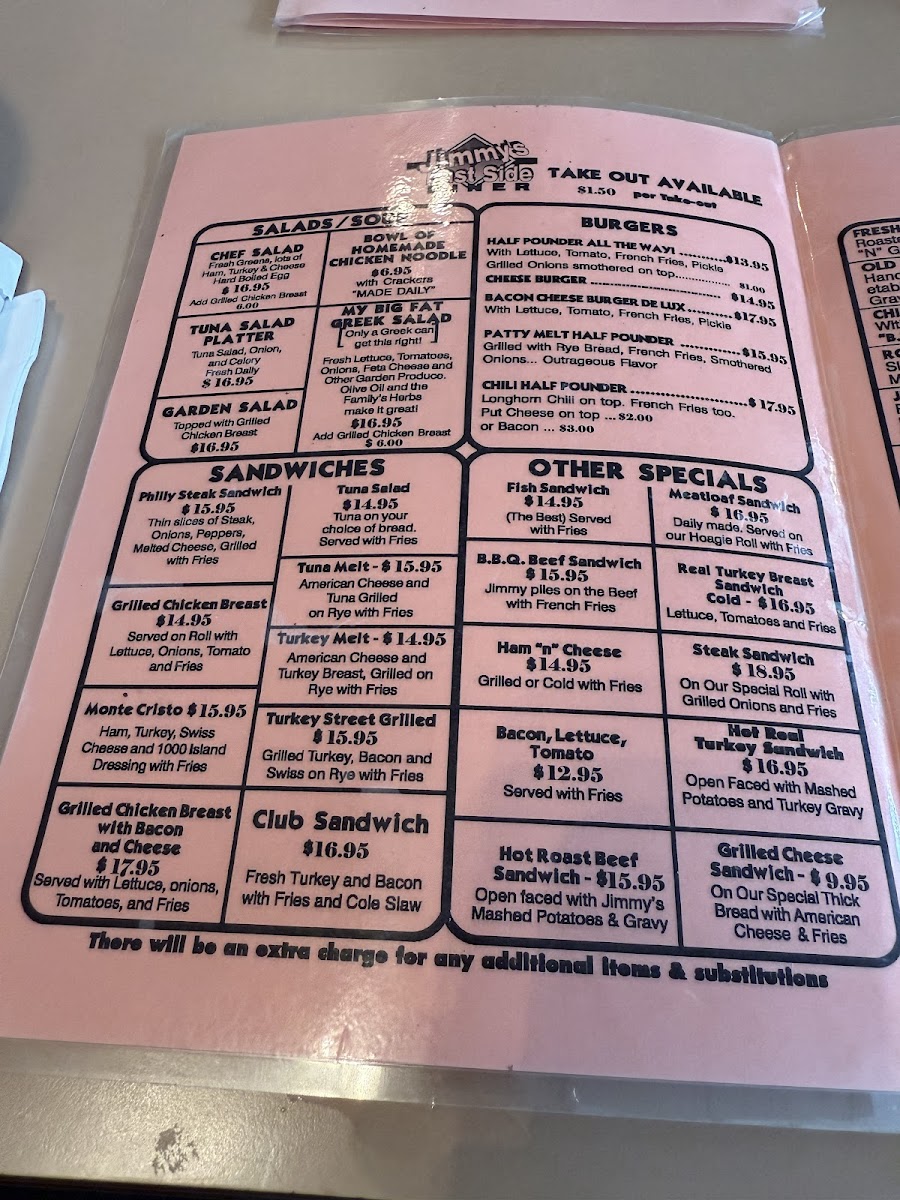 Jimmy's
East Side
DINER
TAKE OUT AVAILABLE
$1.50 per Take-out
SALADS/SOUP
CHEF SALAD
Fresh Greens, lots of
Ham, Turkey & Cheese
Hard Boiled Egg
$16.95
Add Grilled Chicken Breast
6.00
TUNA SALAD
PLATTER
Tuna Salad, Onion,
and Celery
Fresh Daily
$16.95
GARDEN SALAD
Topped with Grilled
Chicken Breast
$16.95
BOWL OF
HOMEMADE
CHICKEN NOODLE
$6.95
with Crackers
"MADE DAILY"
MY BIG FAT
GREEK SALAD
[Only a Greek can
get this right!]
Fresh Lettuce, Tomatoes,
Onions, Feta Cheese and
Other Garden Produce.
Olive Oil and the
Family's Herbs
make it great!
$16.95
Add Grilled Chicken Breast
$6.00
BURGERS
HALF POUNDER ALL THE WAY! ....................$13.95
With Lettuce, Tomato, French Fries, Pickle
Grilled Onions smothered on top.................. $1.00
CHEESE BURGER .................................... $14.95
BACON CHEESE BURGER DE LUX...........$17.95
With Lettuce, Tomato, French Fries, Pickle
PATTY MELT HALF POUNDER ..............$15.95
Grilled with Rye Bread, French Fries, Smothered
Onions... Outrageous Flavor
CHILI HALF POUNDER ............................$17.95
Longhorn Chili on top. French Fries too.
Put Cheese on top ... $2.00
or Bacon ... $3.00
SANDWICHES
Philly Steak Sandwich
$15.95
Thin slices of Steak,
Onions, Peppers,
Melted Cheese, Grilled
with Fries
Grilled Chicken Breast
$14.95
Served on Roll with
Lettuce, Onions, Tomato
and Fries
Monte Cristo $15.95
Ham, Turkey, Swiss
Cheese and 1000 Island
Dressing with Fries
Grilled Chicken Breast
with Bacon
and Cheese
$17.95
Served with Lettuce, onions,
Tomatoes, and Fries
Tuna Salad
$14.95
Tuna on your
choice of bread.
Served with Fries
Tuna Melt - $15.95
American Cheese and
Tuna Grilled
on Rye with Fries
Turkey Melt - $14.95
American Cheese and
Turkey Breast, Grilled on
Rye with Fries
Turkey Street Grilled
$15.95
Grilled Turkey, Bacon and
Swiss on Rye with Fries
Club Sandwich
$16.95
Fresh Turkey and Bacon
with Fries and Cole Slaw
OTHER SPECIALS
Fish Sandwich
$14.95
(The Best) Served
with Fries
B.B.Q. Beef Sandwich
$15.95
Jimmy piles on the Beef
with French Fries
Ham "n" Cheese
$14.95
Grilled or Cold with Fries
Bacon, Lettuce,
Tomato
$12.95
Served with Fries
Hot Roast Beef
Sandwich - $15.95
Open faced with Jimmy's
Mashed Potatoes & Gravy
Meatloaf Sandwich
$16.95
Daily made. Served on
our Hoagie Roll with Fries
Real Turkey Breast
Sandwich
Cold - $16.95
Lettuce, Tomatoes and Fries
Steak Sandwich
$18.95
On Our Special Roll with
Grilled Onions and Fries
Hot Real
Turkey Sandwich
$16.95
Open Faced with Mashed
Potatoes and Turkey Gravy
Grilled Cheese
Sandwich - $9.95
On Our Special Thick
Bread with American
Cheese & Fries
There will be an extra charge for any additional items & substitutions
FRESH
"N"
OLD